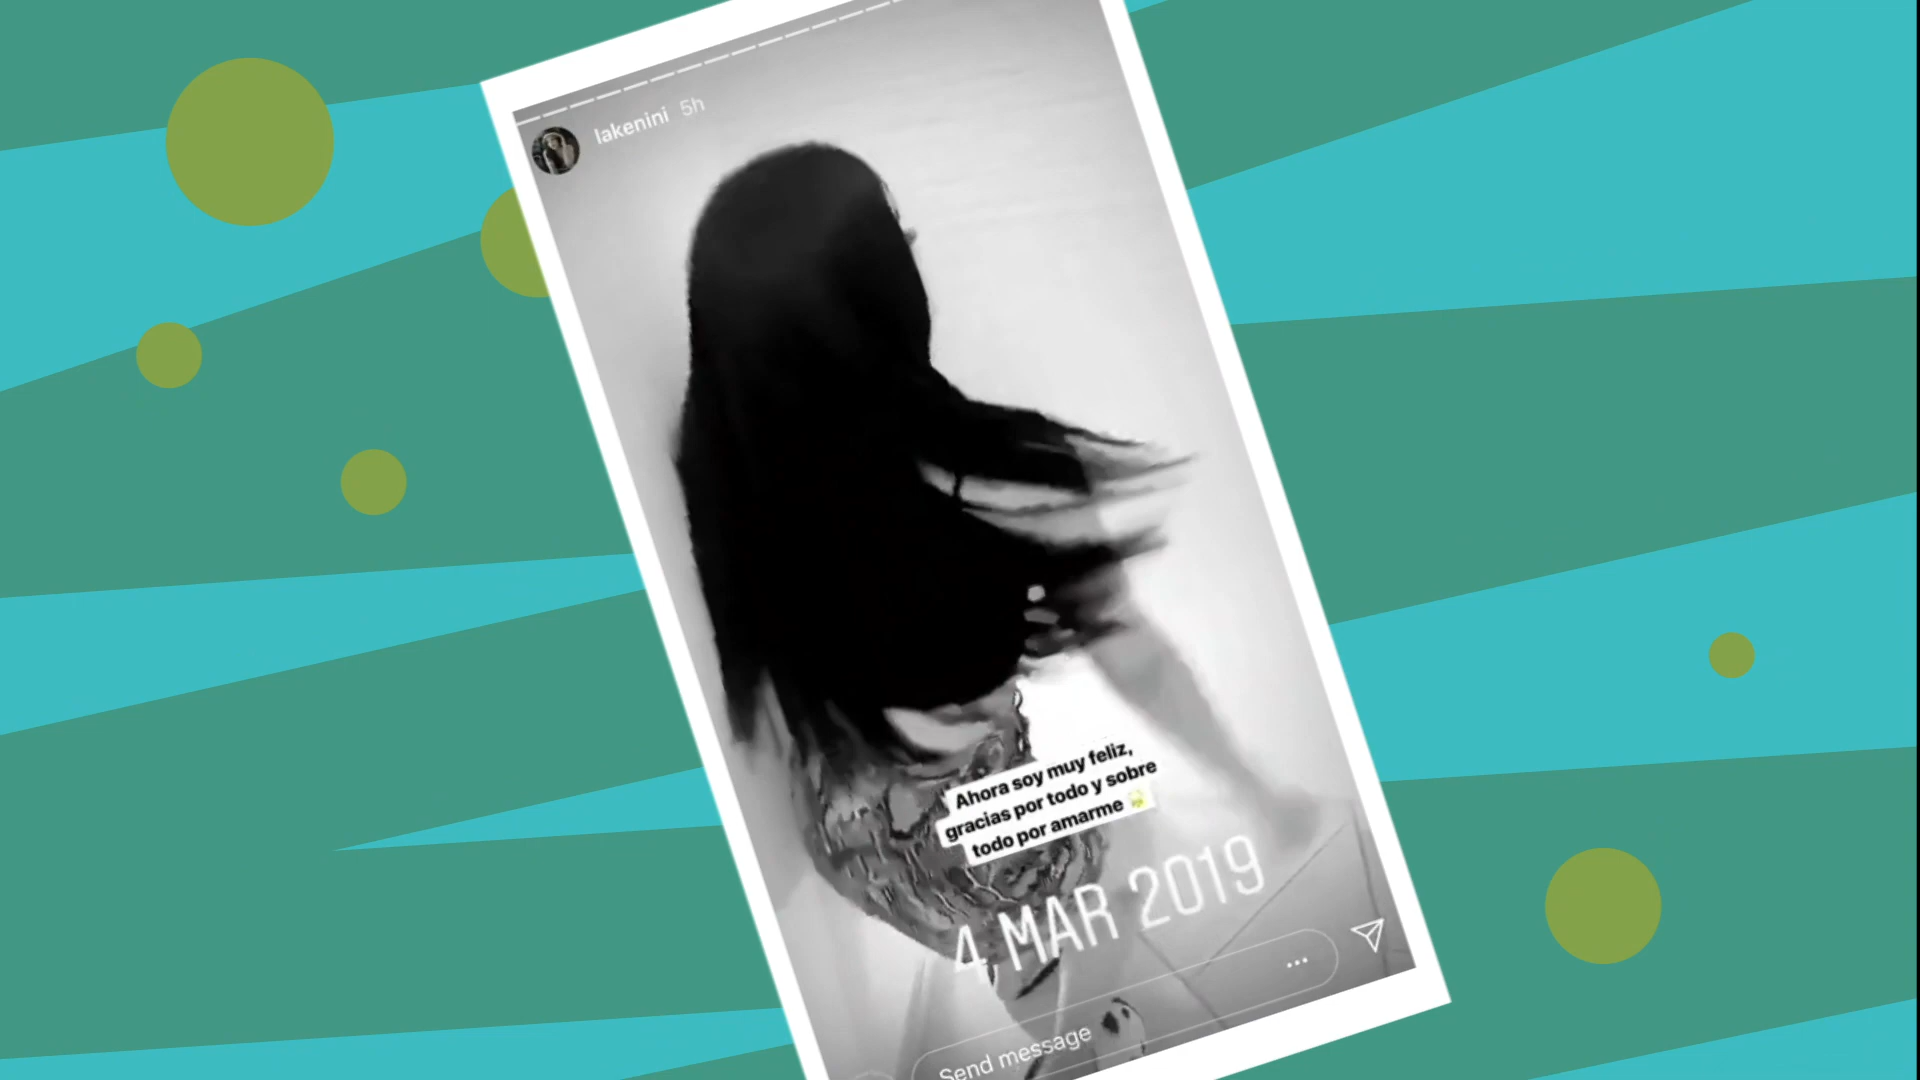 lakenini 5h
Ahora soy muy feliz,
gracias por todo y sobre
todo por amarme
4 MAR 2019
Send message